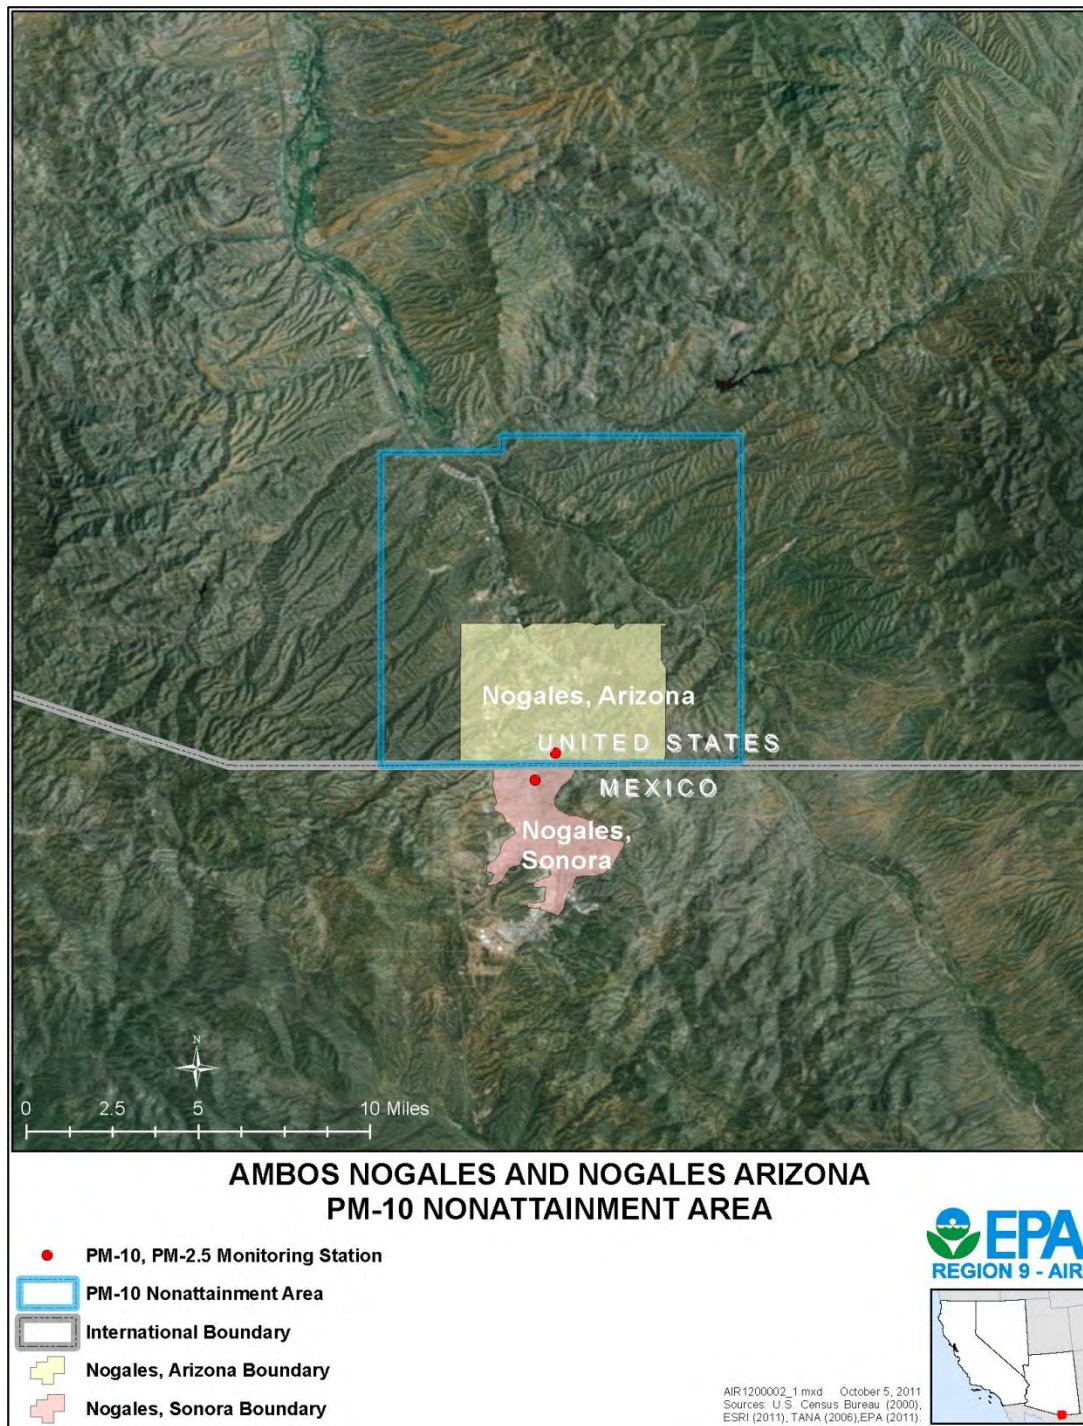 Nogales, Arizona
UNITED STATES
MEXICO
Nogales,
Sonora
N
0 2.5 5 10 Miles
AMBOS NOGALES AND NOGALES ARIZONA
PM-10 NONATTAINMENT AREA
PM-10, PM-2.5 Monitoring Station
PM-10 Nonattainment Area
International Boundary
Nogales, Arizona Boundary
Nogales, Sonora Boundary
EPA
REGION 9 - AIR
AIR1200002_1.mxd October 5, 2011
Sources: U.S. Census Bureau (2000),
ESRI (2011), TANA (2006),EPA (2011).